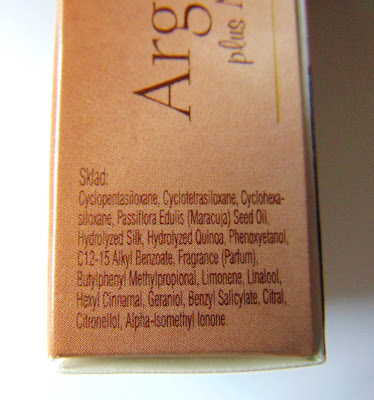 Arg
plus
Skład:
Cyclopentasiloxane, Cyclotetrasiloxane, Cyclohexa-
siloxane, Passiflora Edulis (Maracuja) Seed Oil,
Hydrolyzed Silk, Hydrolyzed Quinoa, Phenoxyetanol,
C12-15 Alkyl Benzoate, Fragrance (Parfum),
Butylphenyl Methylpropional, Limonene, Linalool,
Hexyl Cinnamal, Geraniol, Benzyl Salicylate, Citral,
Citronellol, Alpha-Isomethyl Ionone.